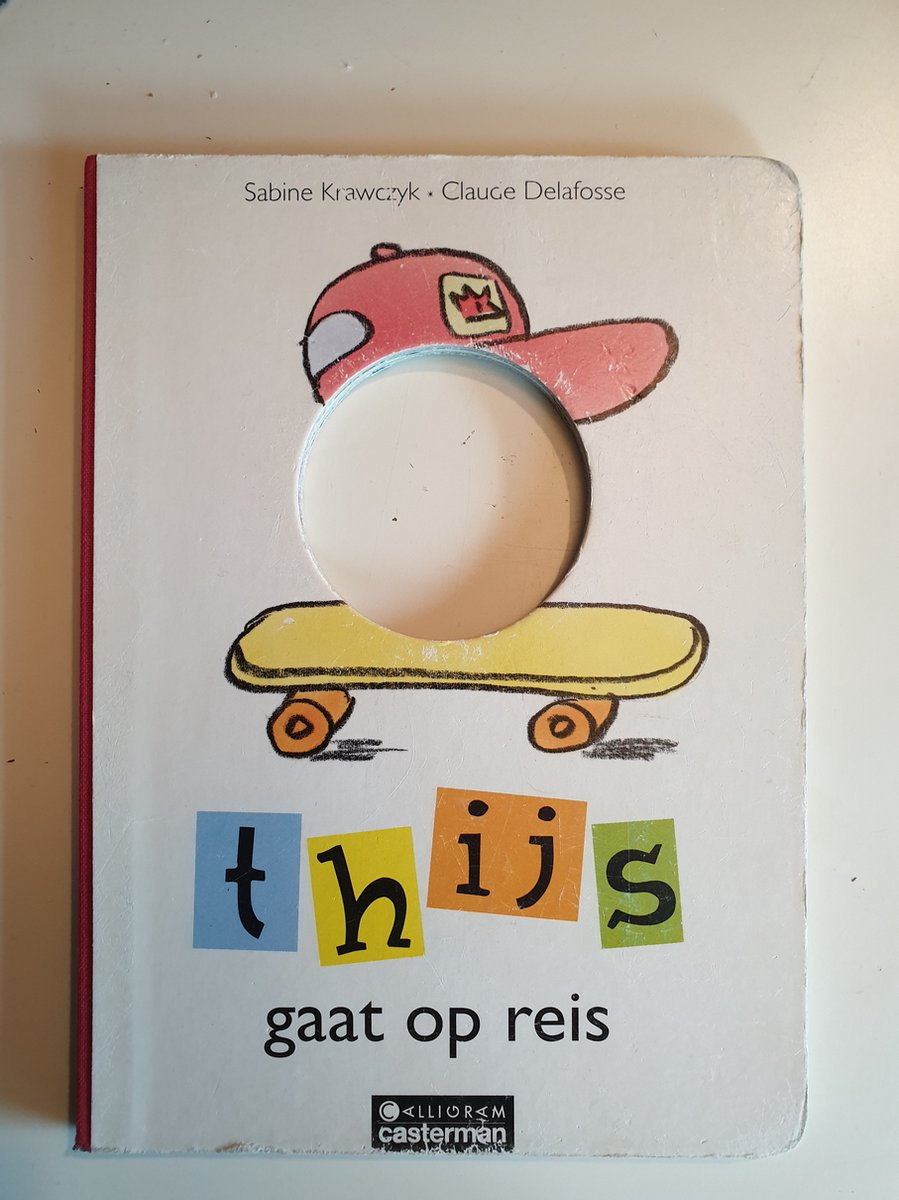 Sabine Krawczyk • Claude Delafosse
thijs
gaat op reis
CALLIGRAM
casterman